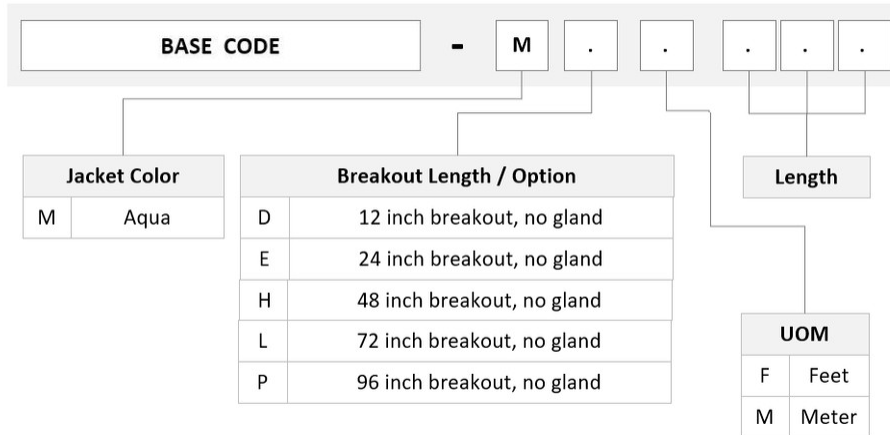 BASE CODE - M . . . . .
Jacket Color
M Aqua
Breakout Length / Option
D 12 inch breakout, no gland
E 24 inch breakout, no gland
H 48 inch breakout, no gland
L 72 inch breakout, no gland
P 96 inch breakout, no gland
Length
UOM
F Feet
M Meter